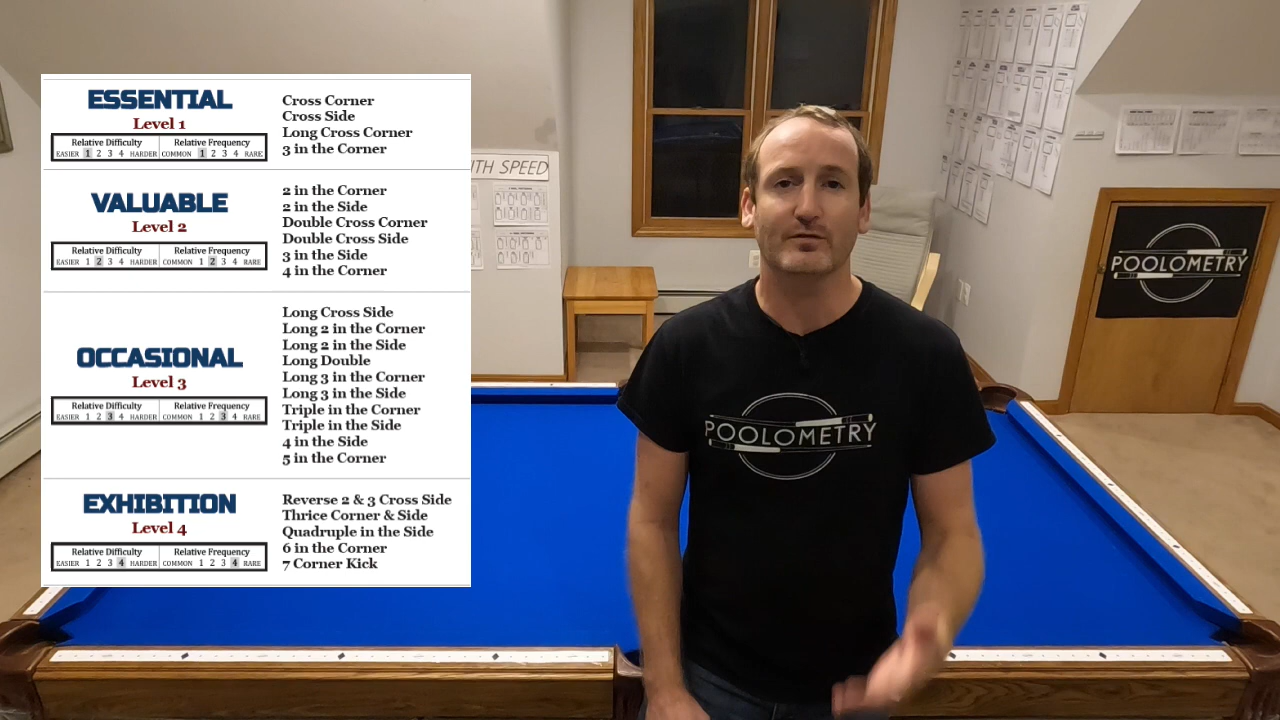 ESSENTIAL
Level 1
Relative Difficulty Relative Frequency
EASIER 1 2 3 4 HARDER COMMON 1 2 3 4 RARE
Cross Corner
Cross Side
Long Cross Corner
3 in the Corner
VALUABLE
Level 2
Relative Difficulty Relative Frequency
EASIER 1 2 3 4 HARDER COMMON 1 2 3 4 RARE
2 in the Corner
2 in the Side
Double Cross Corner
Double Cross Side
3 in the Side
4 in the Corner
OCCASIONAL
Level 3
Relative Difficulty Relative Frequency
EASIER 1 2 3 4 HARDER COMMON 1 2 3 4 RARE
Long Cross Side
Long 2 in the Corner
Long 2 in the Side
Long Double
Long 3 in the Corner
Long 3 in the Side
Triple in the Corner
Triple in the Side
4 in the Side
5 in the Corner
EXHIBITION
Level 4
Relative Difficulty Relative Frequency
EASIER 1 2 3 4 HARDER COMMON 1 2 3 4 RARE
Reverse 2 & 3 Cross Side
Thrice Corner & Side
Quadruple in the Side
6 in the Corner
7 Corner Kick
ITH SPEED
POOLOMETRY
POOLOMETRY